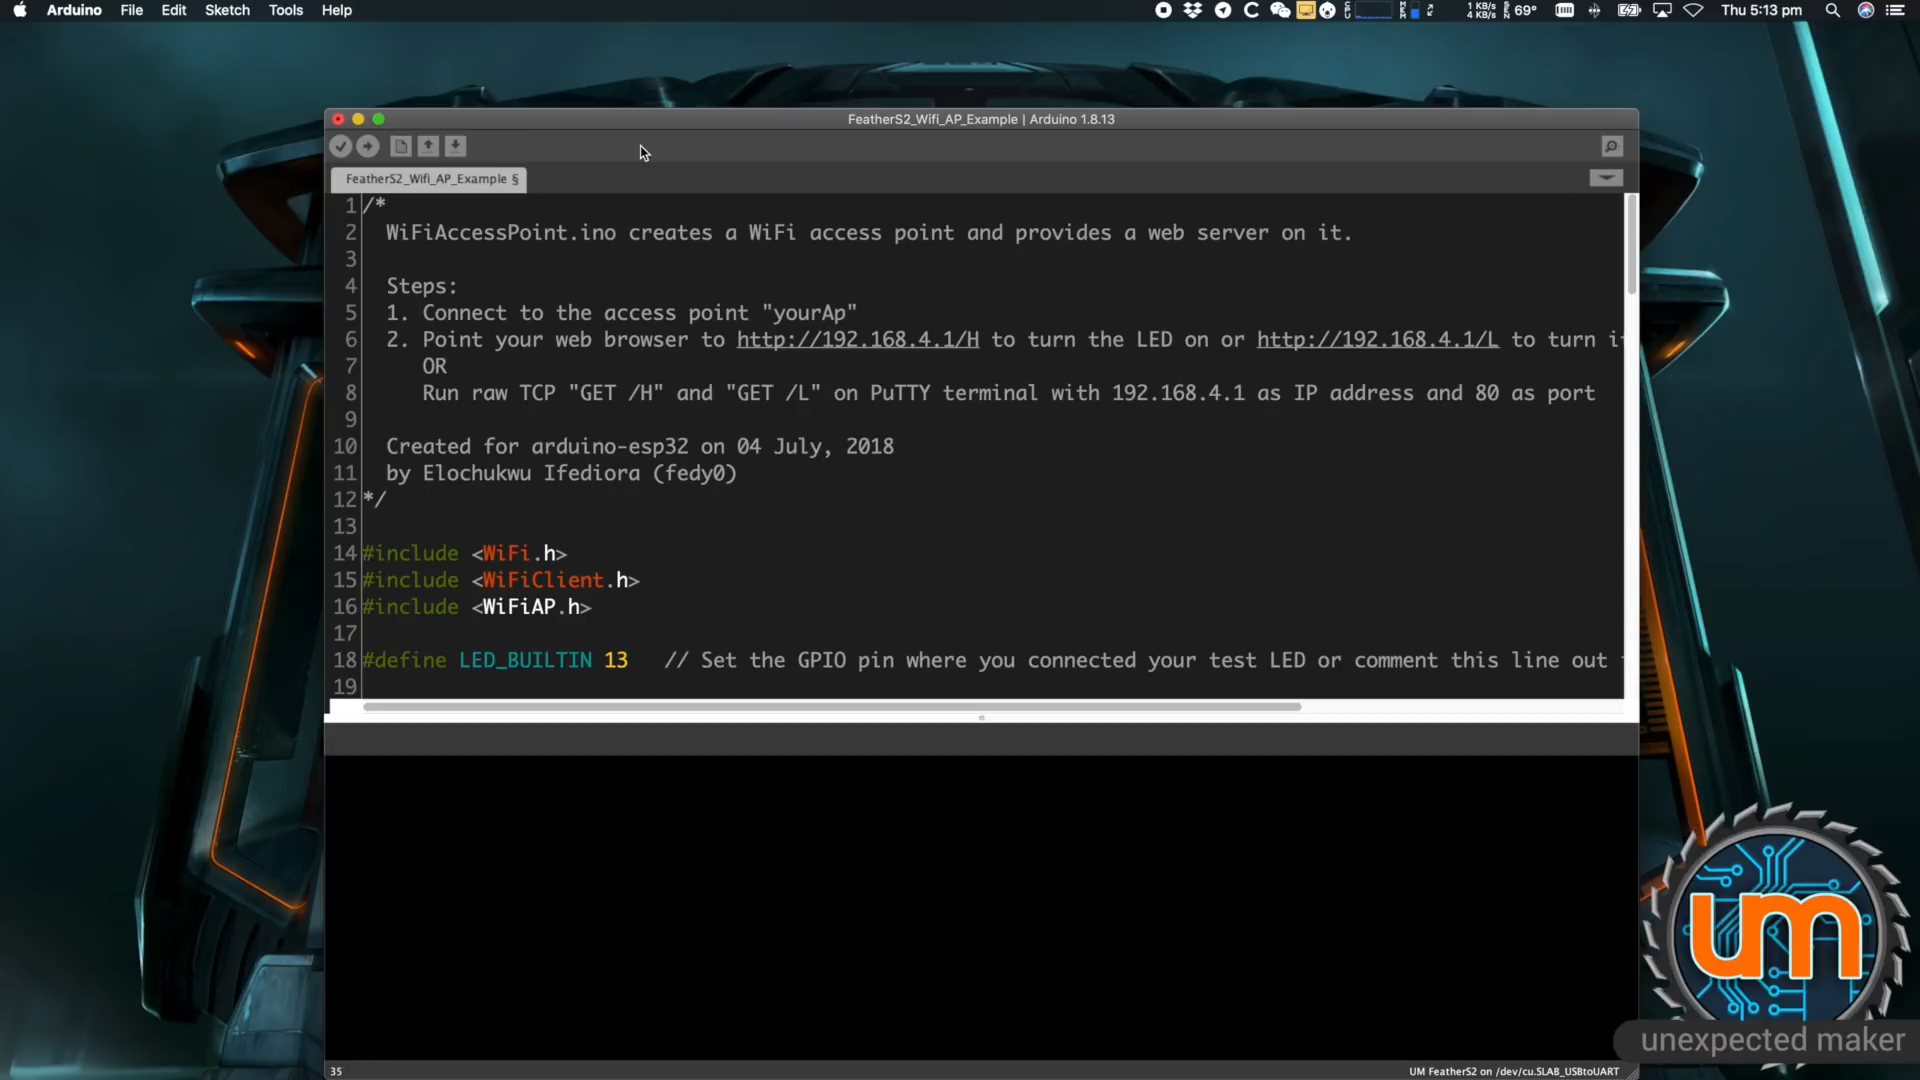 Arduino File Edit Sketch Tools Help
1 KB/s
4 KB/s
69°
Thu 5:13 pm
FeatherS2_Wifi_AP_Example | Arduino 1.8.13
FeatherS2_Wifi_AP_Example §
1 /*
2 WiFiAccessPoint.ino creates a WiFi access point and provides a web server on it.
3
4 Steps:
5 1. Connect to the access point "yourAp"
6 2. Point your web browser to http://192.168.4.1/H to turn the LED on or http://192.168.4.1/L to turn i
7 OR
8 Run raw TCP "GET /H" and "GET /L" on PuTTY terminal with 192.168.4.1 as IP address and 80 as port
9
10 Created for arduino-esp32 on 04 July, 2018
11 by Elochukwu Ifediora (fedy0)
12 */
13
14 #include <WiFi.h>
15 #include <WiFiClient.h>
16 #include <WiFiAP.h>
17
18 #define LED_BUILTIN 13 // Set the GPIO pin where you connected your test LED or comment this line out
19
um
unexpected maker
35
UM FeatherS2 on /dev/cu.SLAB_USBtoUART